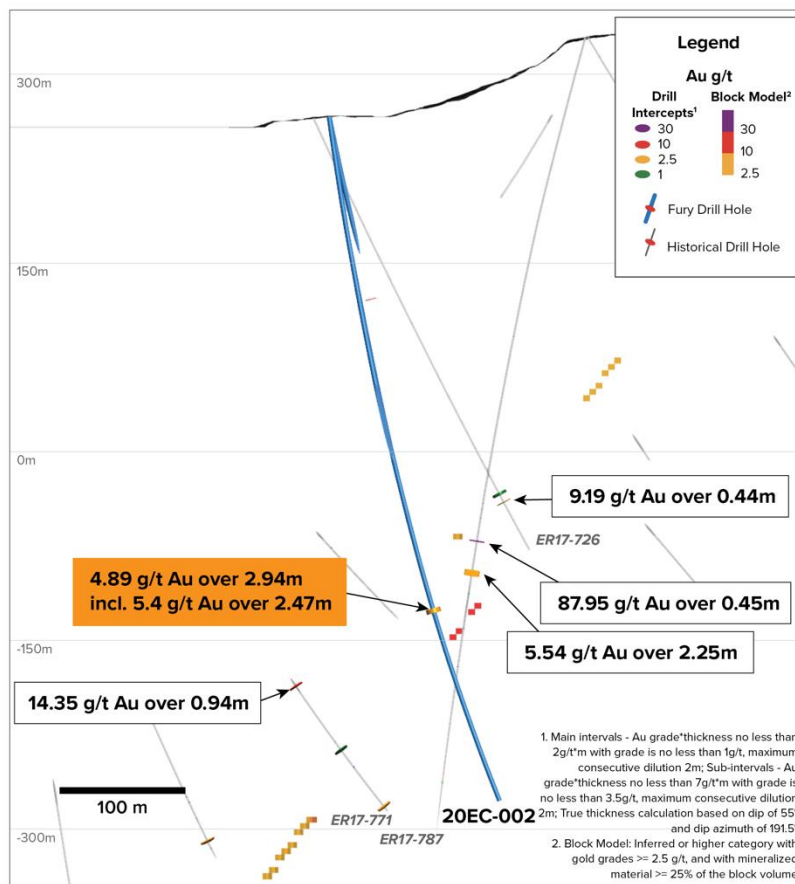 Legend
Au g/t
Drill
Intercepts¹
Block Model²
30
10
2.5
1
30
10
2.5
Fury Drill Hole
Historical Drill Hole
300m
150m
0m
9.19 g/t Au over 0.44m
ER17-726
4.89 g/t Au over 2.94m
incl. 5.4 g/t Au over 2.47m
87.95 g/t Au over 0.45m
-150m
5.54 g/t Au over 2.25m
14.35 g/t Au over 0.94m
100 m
ER17-771
20EC-002
-300m
ER17-787
1. Main intervals - Au grade*thickness no less than
2g/t*m with grade is no less than 1g/t, maximum
consecutive dilution 2m; Sub-intervals - Au
grade*thickness no less than 7g/t*m with grade is
no less than 3.5g/t, maximum consecutive dilution
2m; True thickness calculation based on dip of 55°
and dip azimuth of 191.5°
2. Block Model: Inferred or higher category with
gold grades >= 2.5 g/t, and with mineralized
material >= 25% of the block volume